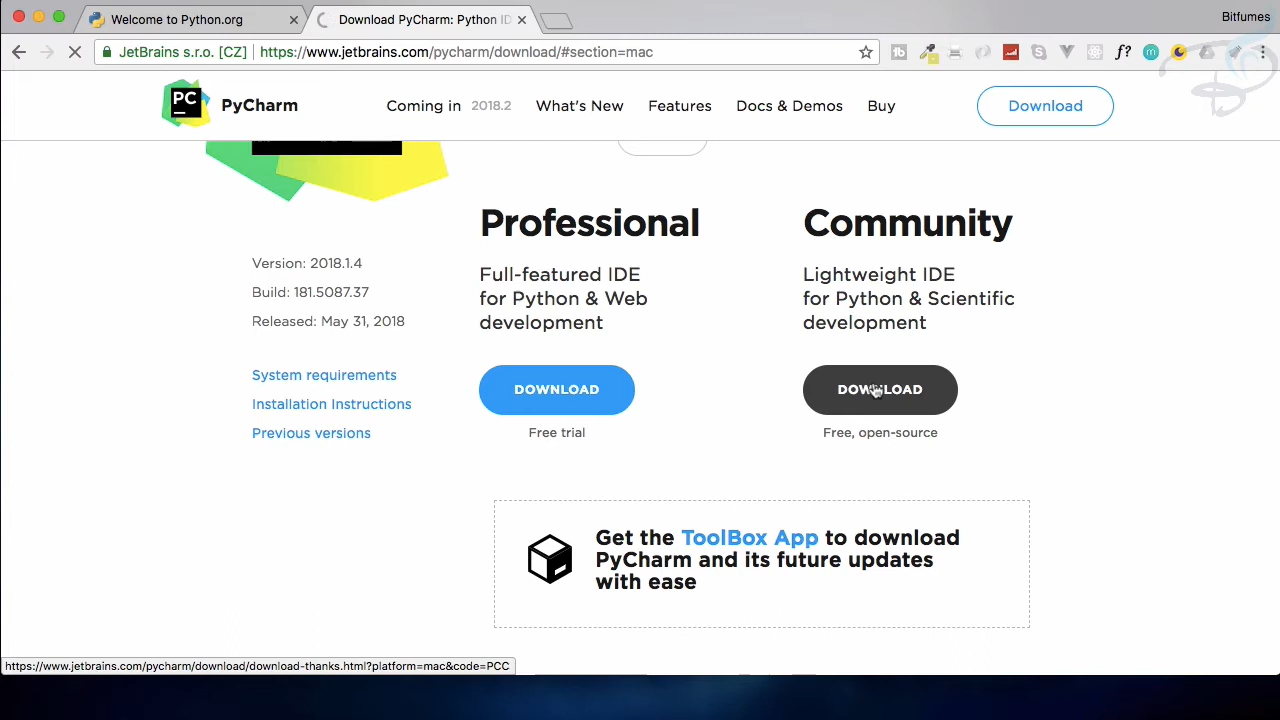 Welcome to Python.org
Download PyCharm: Python ID
Bitfumes
JetBrains s.r.o. [CZ]
https://www.jetbrains.com/pycharm/download/#section=mac
PC
PyCharm
Coming in 2018.2
What's New
Features
Docs & Demos
Buy
Download
Professional
Full-featured IDE
for Python & Web
development
DOWNLOAD
Free trial
Community
Lightweight IDE
for Python & Scientific
development
DOWNLOAD
Free, open-source
Version: 2018.1.4
Build: 181.5087.37
Released: May 31, 2018
System requirements
Installation Instructions
Previous versions
Get the ToolBox App to download
PyCharm and its future updates
with ease
https://www.jetbrains.com/pycharm/download/download-thanks.html?platform=mac&code=PCC